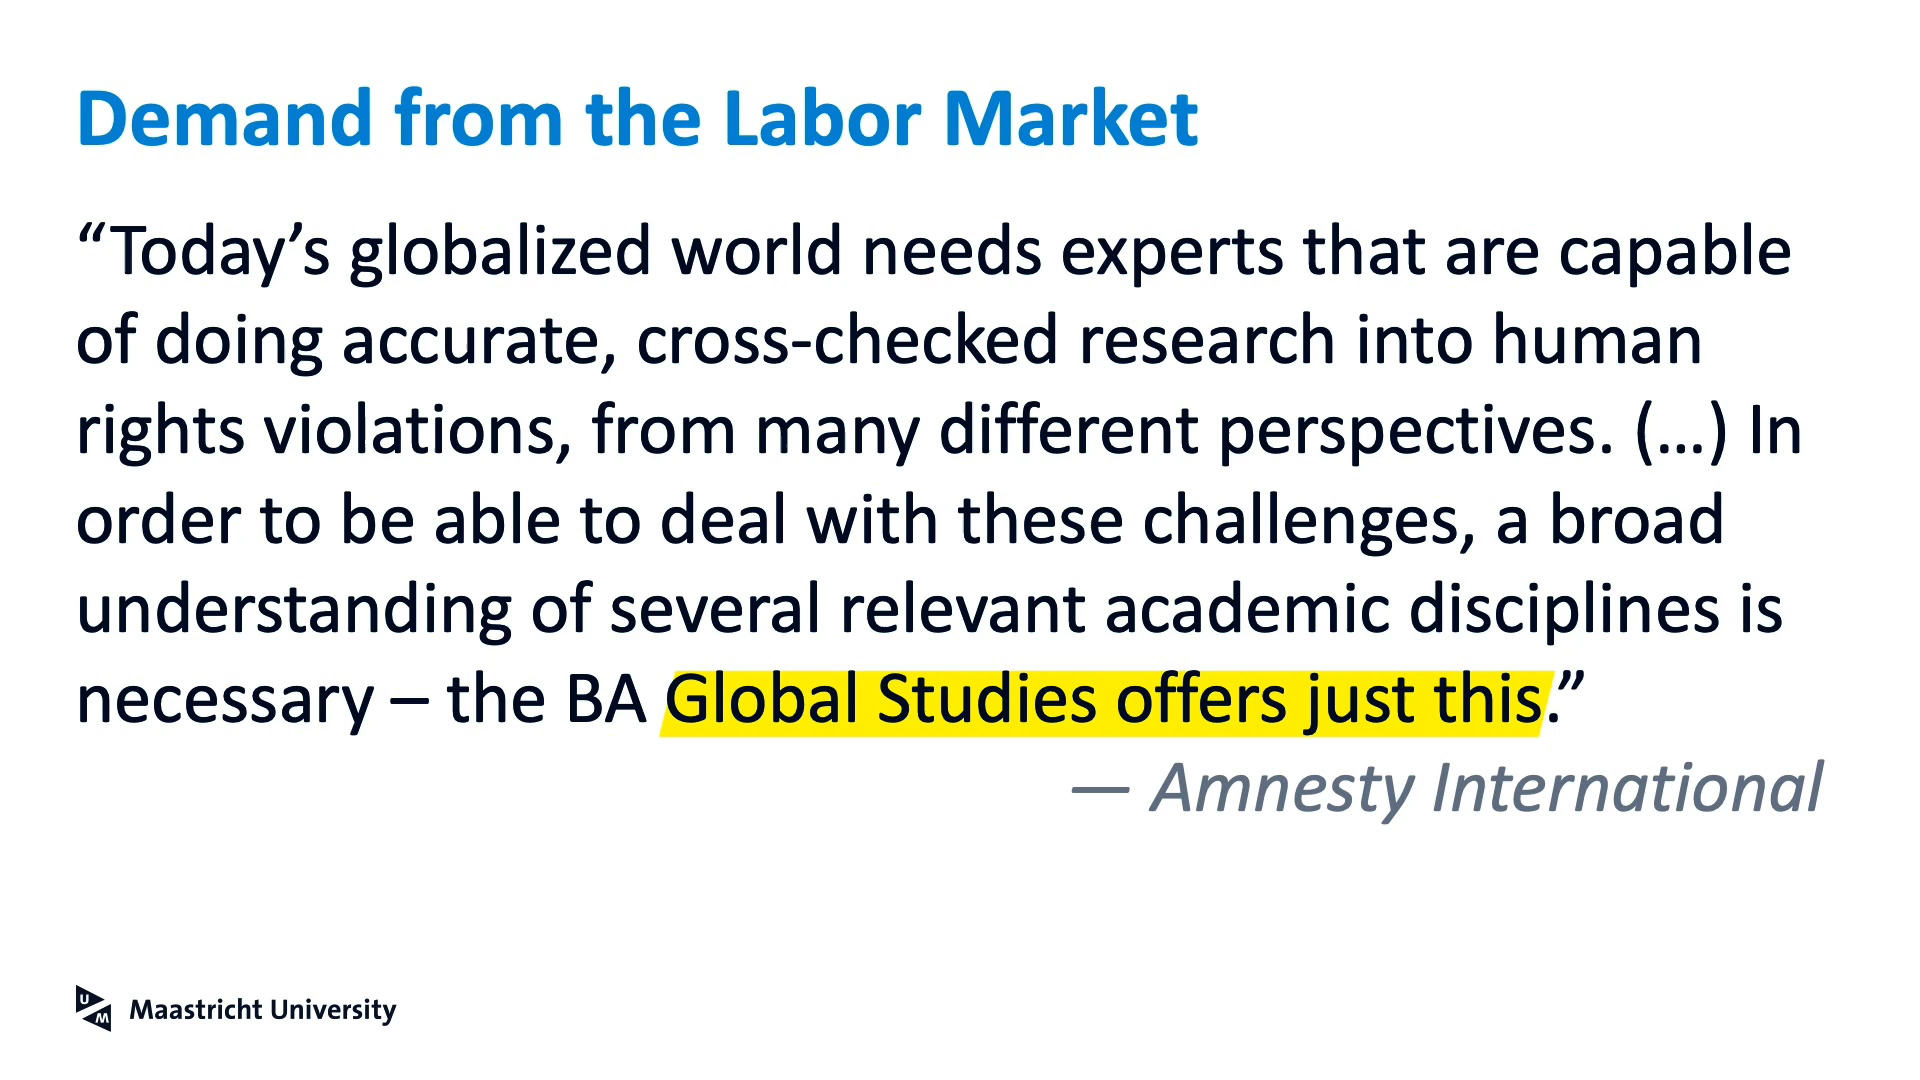 Demand from the Labor Market
“Today’s globalized world needs experts that are capable
of doing accurate, cross-checked research into human
rights violations, from many different perspectives. (…) In
order to be able to deal with these challenges, a broad
understanding of several relevant academic disciplines is
necessary – the BA Global Studies offers just this.”
— Amnesty International
U
M
Maastricht University